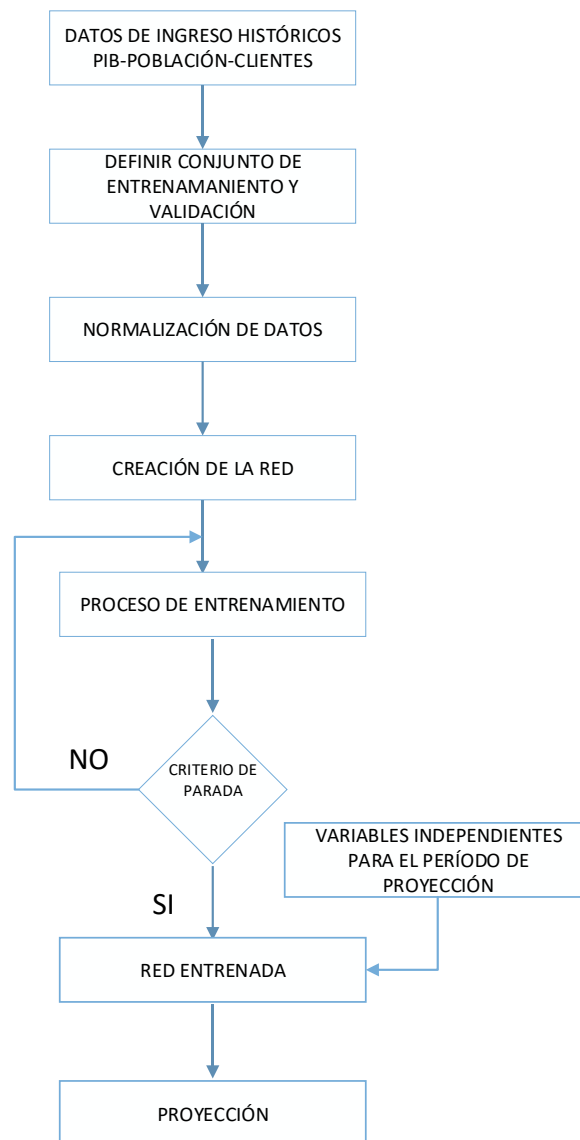 DATOS DE INGRESO HISTÓRICOS
PIB-POBLACIÓN-CLIENTES
DEFINIR CONJUNTO DE
ENTRENAMANIENTO Y
VALIDACIÓN
NORMALIZACIÓN DE DATOS
CREACIÓN DE LA RED
PROCESO DE ENTRENAMIENTO
NO
CRITERIO DE
PARADA
VARIABLES INDEPENDIENTES
PARA EL PERÍODO DE
PROYECCIÓN
SI
RED ENTRENADA
PROYECCIÓN